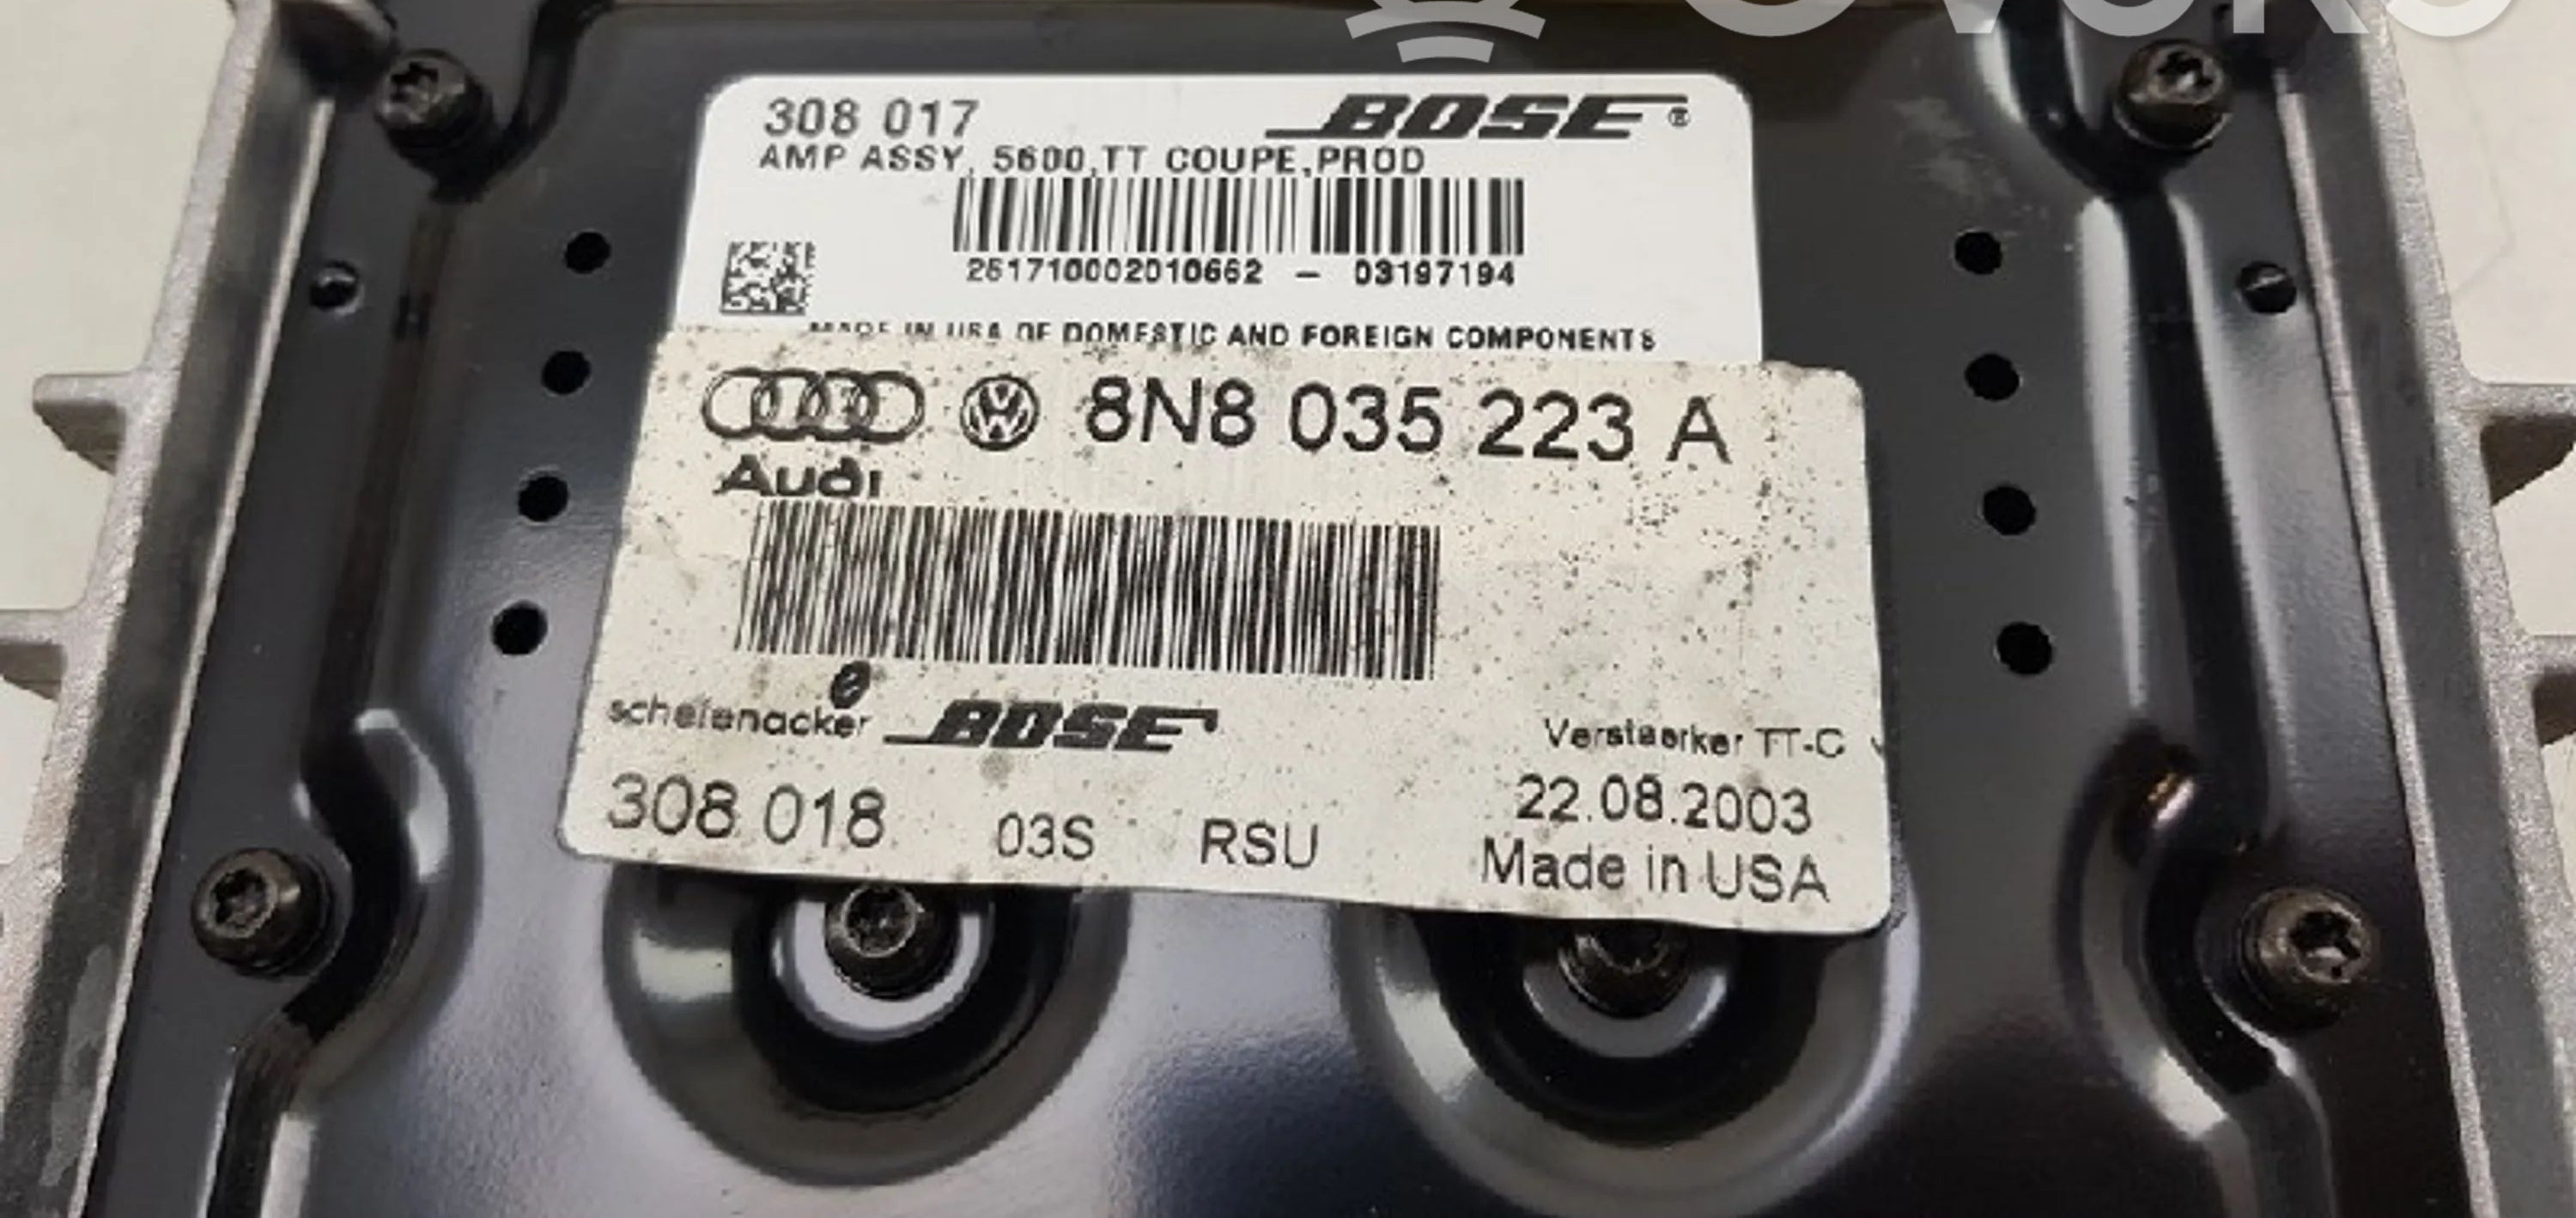 308 017 BOSE®
AMP ASSY, 5600,TT COUPE,PROD
261710002010662 – 03197194
MADE IN USA OF DOMESTIC AND FOREIGN COMPONENTS
8N8 035 223 A
Audi
schefenacker BOSE
Verstaerker TT-C
308 018 03S RSU 22.08.2003
Made in USA